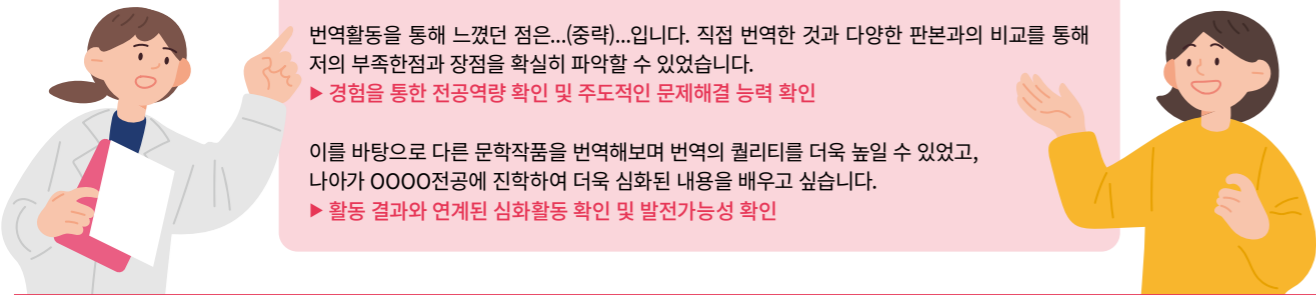 번역활동을 통해 느꼈던 점은...(중략)...입니다. 직접 번역한 것과 다양한 판본과의 비교를 통해
저의 부족한점과 장점을 확실히 파악할 수 있었습니다.
▶ 경험을 통한 전공역량 확인 및 주도적인 문제해결 능력 확인
이를 바탕으로 다른 문학작품을 번역해보며 번역의 퀄리티를 더욱 높일 수 있었고,
나아가 OOOO전공에 진학하여 더욱 심화된 내용을 배우고 싶습니다.
▶ 활동 결과와 연계된 심화활동 확인 및 발전가능성 확인